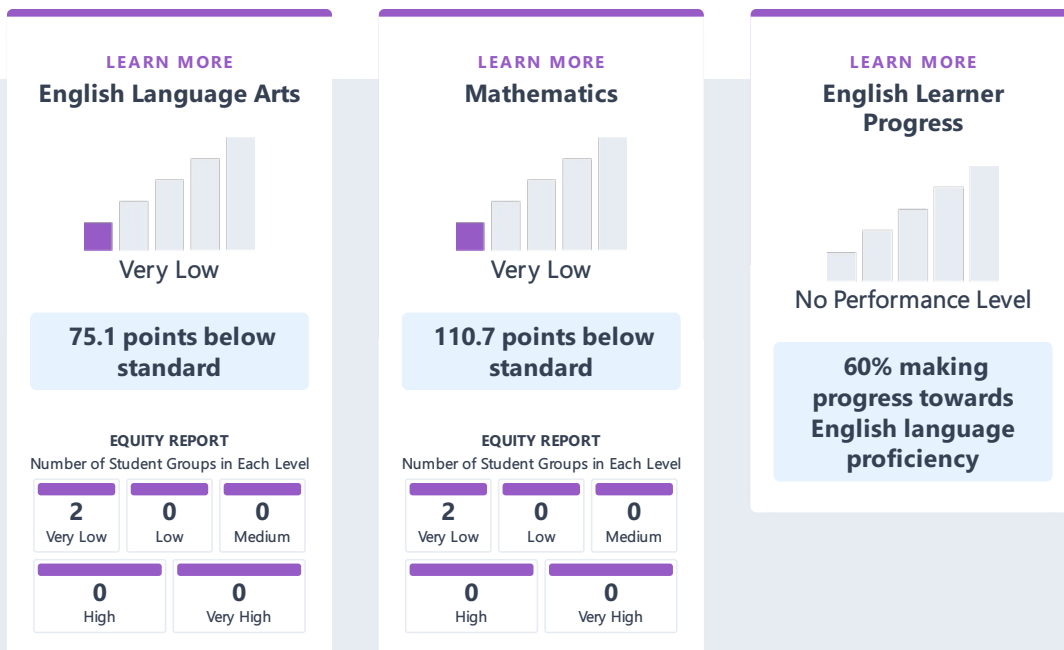 LEARN MORE
English Language Arts
Very Low
75.1 points below
standard
EQUITY REPORT
Number of Student Groups in Each Level
2
Very Low
0
Low
0
Medium
0
High
0
Very High
LEARN MORE
Mathematics
Very Low
110.7 points below
standard
EQUITY REPORT
Number of Student Groups in Each Level
2
Very Low
0
Low
0
Medium
0
High
0
Very High
LEARN MORE
English Learner
Progress
No Performance Level
60% making
progress towards
English language
proficiency